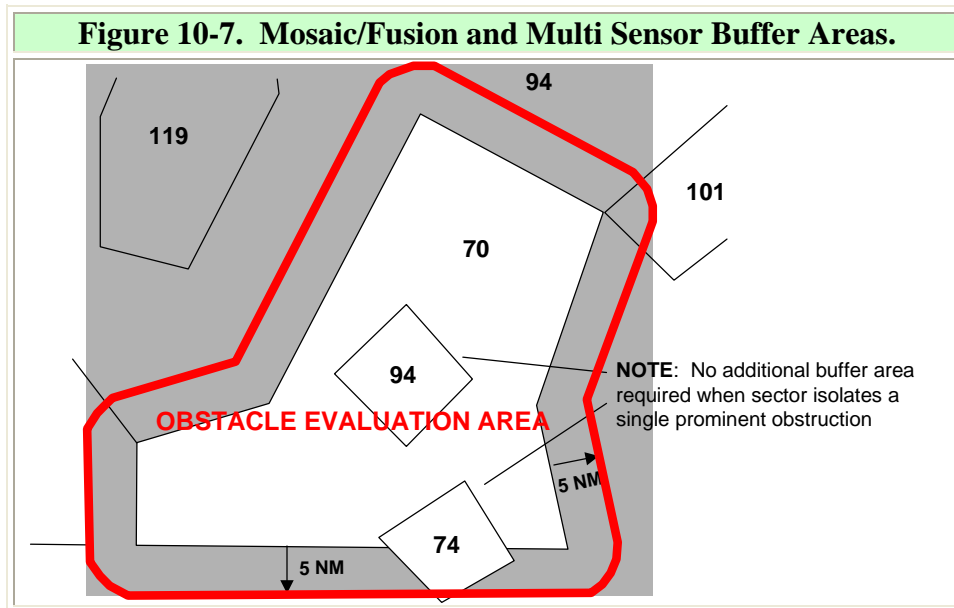 Figure 10-7. Mosaic/Fusion and Multi Sensor Buffer Areas.
94
119
101
70
94
NOTE: No additional buffer area
required when sector isolates a
single prominent obstruction
OBSTACLE EVALUATION AREA
5 NM
74
5 NM